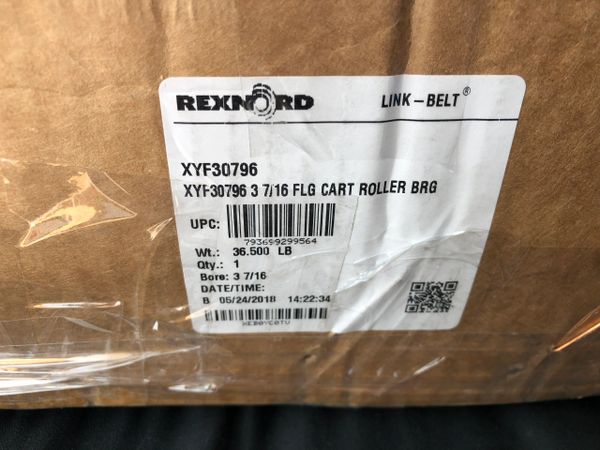 REXNORD LINK-BELT®
XYF30796
XYF30796 3 7/16 FLG CART ROLLER BRG
UPC:
793699299564
Wt.: 36.500 LB
Qty.: 1
Bore: 3 7/16
DATE/TIME:
B 05/24/2018 14:22:34